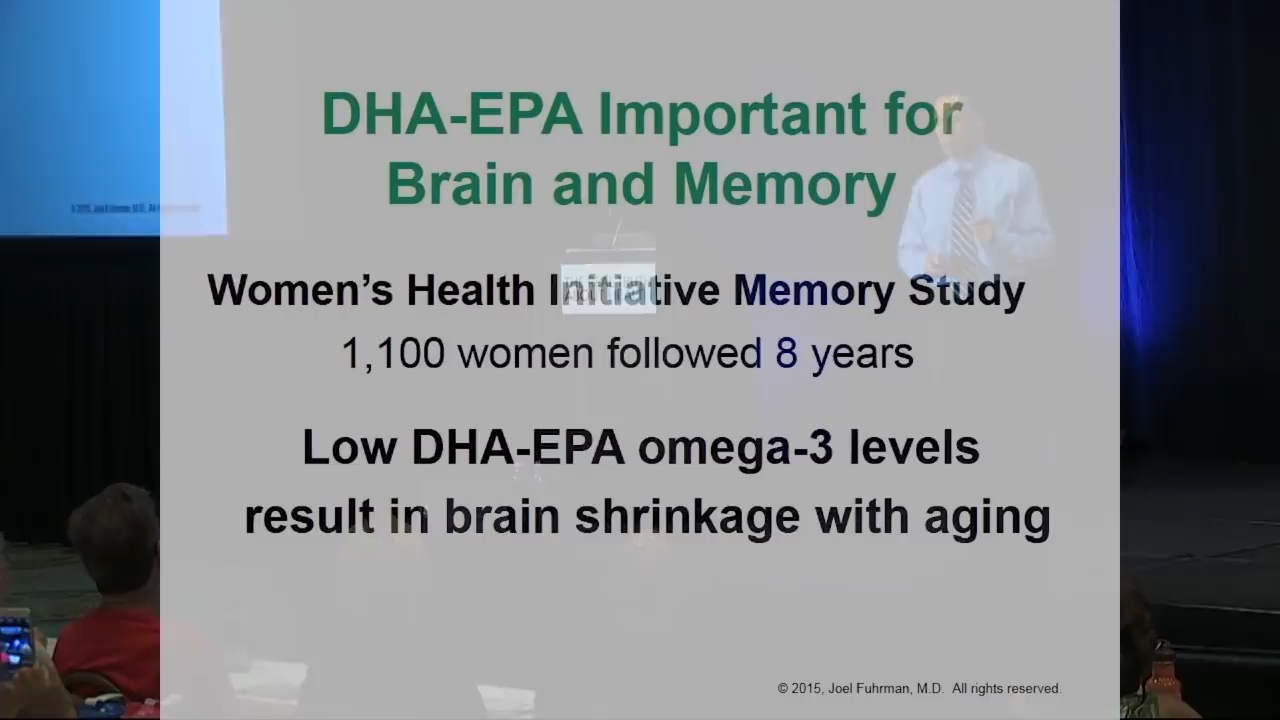 DHA-EPA Important for
Brain and Memory
Women’s Health Initiative Memory Study
1,100 women followed 8 years
Low DHA-EPA omega-3 levels
result in brain shrinkage with aging
© 2015, Joel Fuhrman, M.D. All rights reserved.